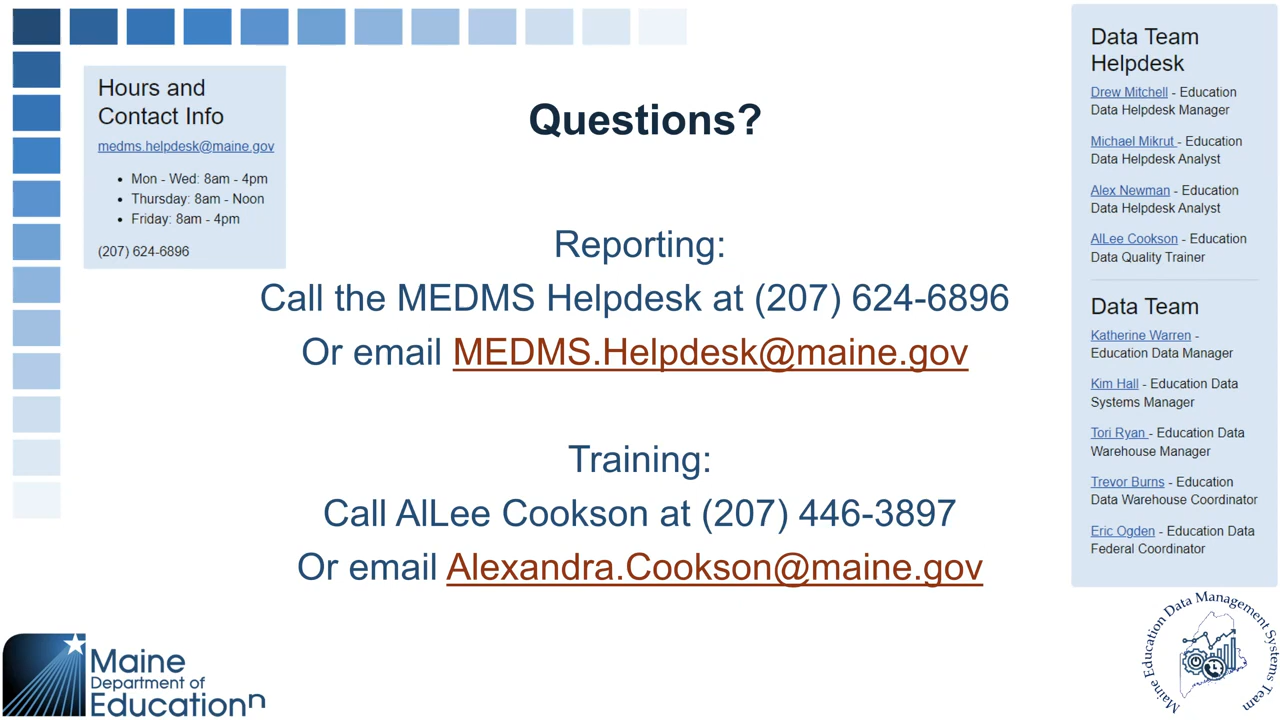 Hours and
Contact Info
medms.helpdesk@maine.gov
• Mon - Wed: 8am - 4pm
• Thursday: 8am - Noon
• Friday: 8am - 4pm
(207) 624-6896
Questions?
Reporting:
Call the MEDMS Helpdesk at (207) 624-6896
Or email MEDMS.Helpdesk@maine.gov
Training:
Call AlLee Cookson at (207) 446-3897
Or email Alexandra.Cookson@maine.gov
Data Team
Helpdesk
Drew Mitchell - Education
Data Helpdesk Manager
Michael Mikrut - Education
Data Helpdesk Analyst
Alex Newman - Education
Data Helpdesk Analyst
AlLee Cookson - Education
Data Quality Trainer
Data Team
Katherine Warren -
Education Data Manager
Kim Hall - Education Data
Systems Manager
Tori Ryan - Education Data
Warehouse Manager
Trevor Burns - Education
Data Warehouse Coordinator
Eric Ogden - Education Data
Federal Coordinator
Maine
Department of
Educationn
Maine Education Data Management Systems Team